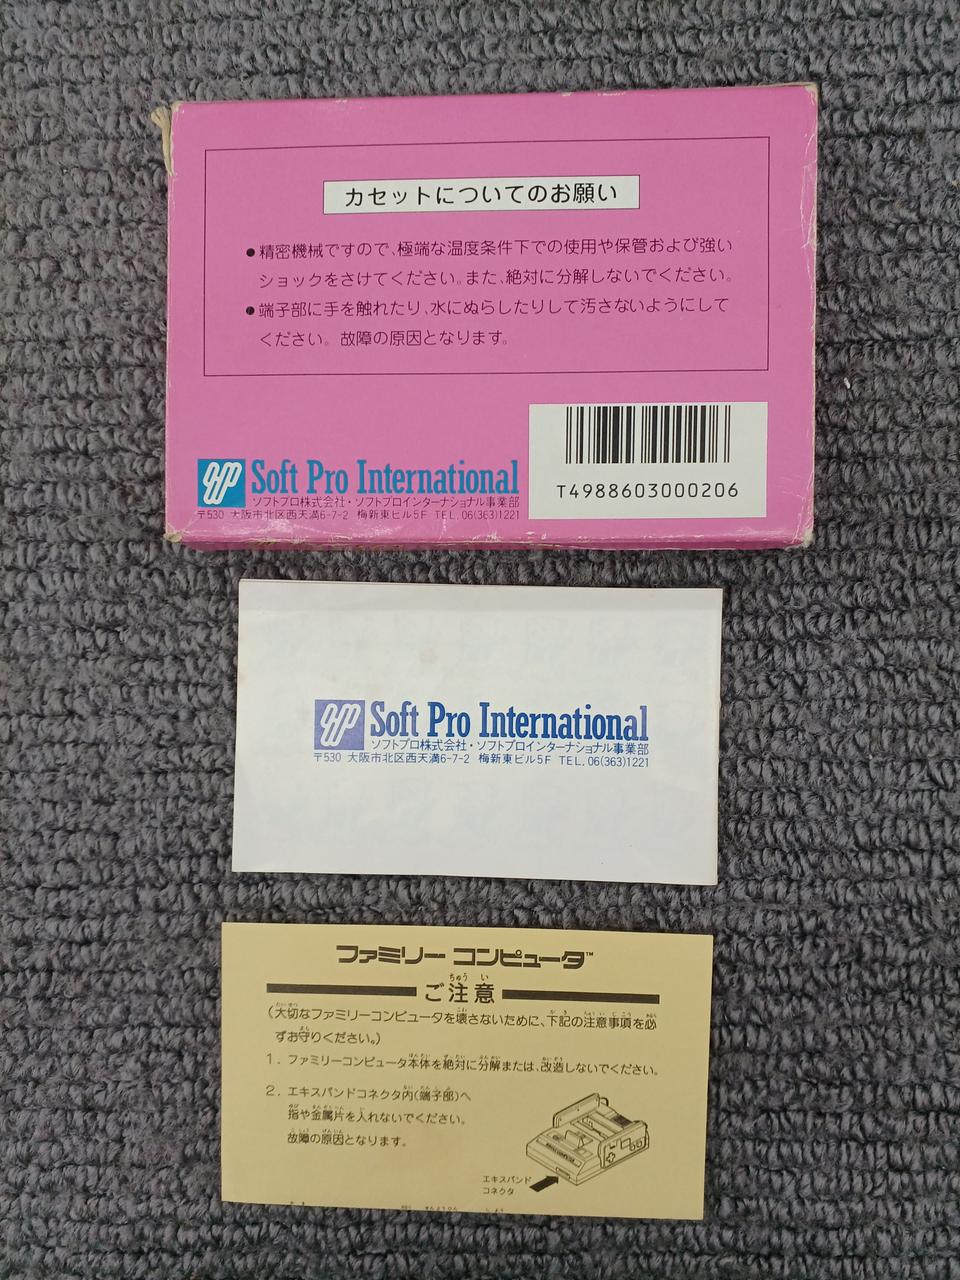 カセットについてのお願い
●精密機械ですので、極端な温度条件下での使用や保管および強い
ショックをさけてください。また、絶対に分解しないでください。
●端子部に手を触れたり、水にぬらしたりして汚さないようにして
ください。故障の原因となります。
T4988603000206
Soft Pro International
ソフトプロ株式会社・ソフトプロインターナショナル事業部
〒530 大阪市北区西天満6-7-2 梅新東ビル5F TEL.06(363)1221
Soft Pro International
ソフトプロ株式会社・ソフトプロインターナショナル事業部
〒530 大阪市北区西天満6-7-2 梅新東ビル5F TEL.06(363)1221
ファミリー コンピュータ™
ちゅう い
ご注意
(大切なファミリーコンピュータを壊さないために、下記の注意事項を必
ずお守りください。)
1. ファミリーコンピュータ本体を絶対に分解または、改造しないでください。
2. エキスパンドコネクタ内(端子部)へ
指や金属片を入れないでください。
故障の原因となります。
エキスパンド
コネクタ